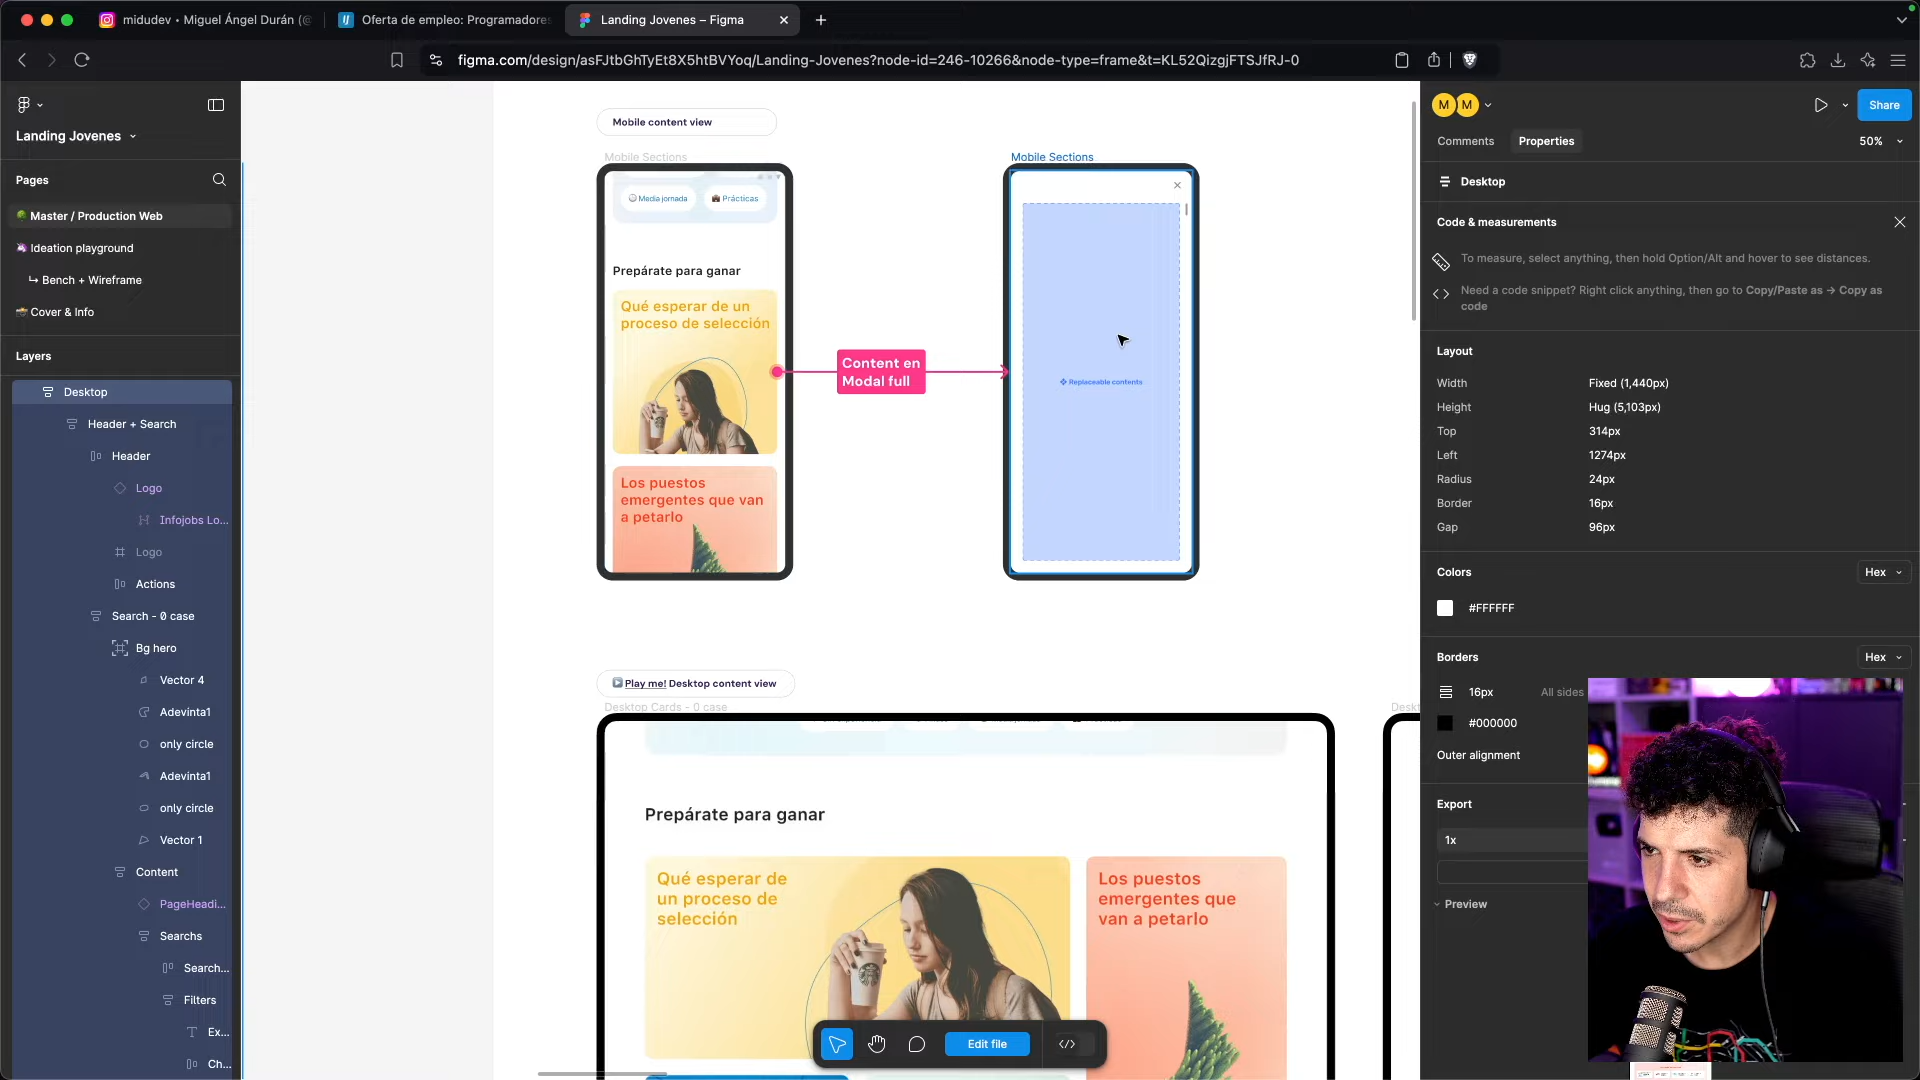 midudev • Miguel Ángel Durán (@
Oferta de empleo: Programadores
Landing Jovenes – Figma
figma.com/design/asFJtbGhTyEt8X5htBVYoq/Landing-Jovenes?node-id=246-10266&node-type=frame&t=KL52QizgjFTSJfRJ-0
Landing Jovenes
Pages
Master / Production Web
Ideation playground
Bench + Wireframe
Cover & Info
Layers
Desktop
Header + Search
Header
Logo
Infojobs Lo...
Logo
Actions
Search - 0 case
Bg hero
Vector 4
Adevinta1
only circle
Adevinta1
only circle
Vector 1
Content
PageHeadi...
Searchs
Search...
Filters
Ex...
Ch...
Mobile content view
Mobile Sections
Media jornada
Prácticas
Prepárate para ganar
Qué esperar de un
proceso de selección
Los puestos
emergentes que van
a petarlo
Content en
Modal full
Mobile Sections
Replaceable contents
Play me! Desktop content view
Desktop Cards - 0 case
Deskt
Prepárate para ganar
Qué esperar de
un proceso de
selección
Los puestos
emergentes que
van a petarlo
Edit file
M
M
Share
Comments
Properties
50%
Desktop
Code & measurements
To measure, select anything, then hold Option/Alt and hover to see distances.
Need a code snippet? Right click anything, then go to Copy/Paste as → Copy as
code
Layout
Width Fixed (1,440px)
Height Hug (5,103px)
Top 314px
Left 1274px
Radius 24px
Border 16px
Gap 96px
Colors
Hex
#FFFFFF
Borders
Hex
16px
All sides
#000000
Outer alignment
Export
1x
Preview